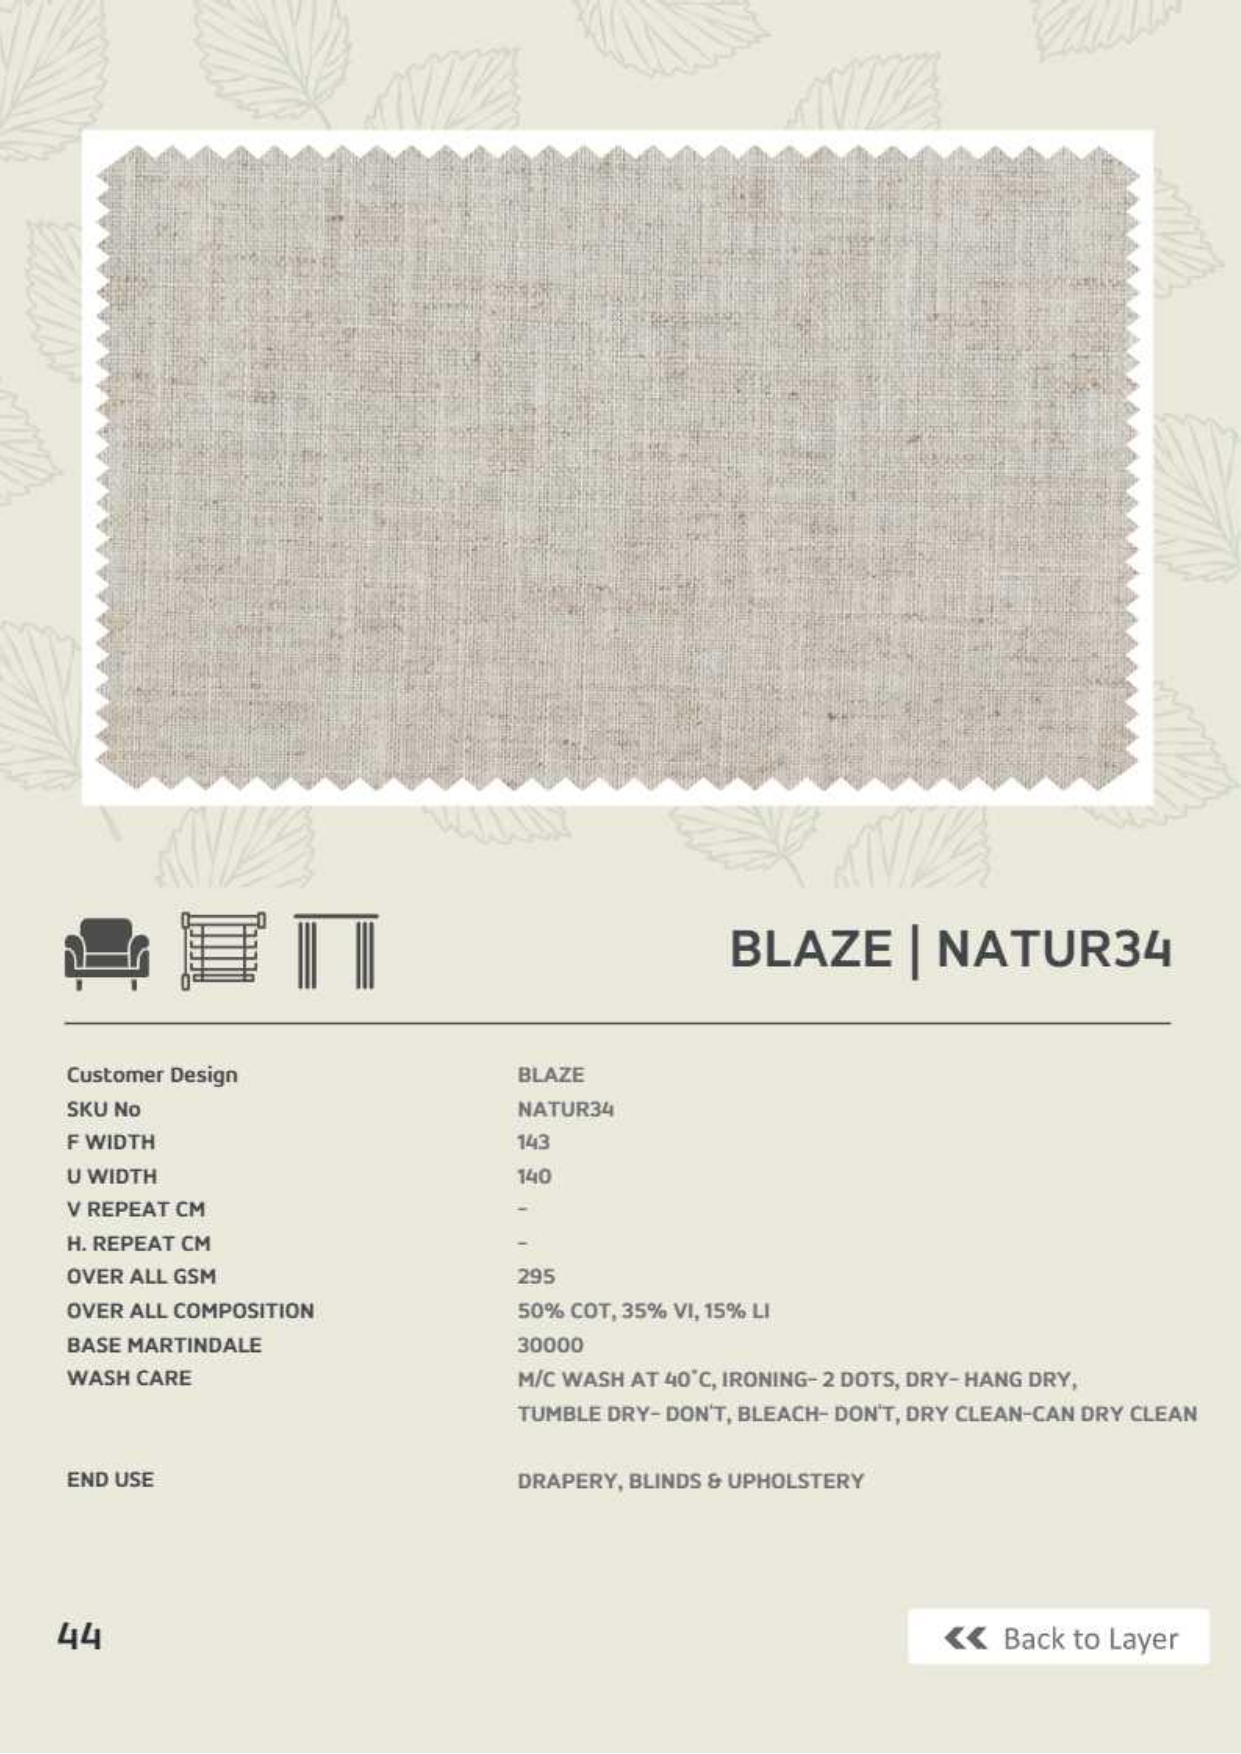 BLAZE | NATUR34
Customer Design BLAZE
SKU No NATUR34
F WIDTH 143
U WIDTH 140
V REPEAT CM -
H. REPEAT CM -
OVER ALL GSM 295
OVER ALL COMPOSITION 50% COT, 35% VI, 15% LI
BASE MARTINDALE 30000
WASH CARE M/C WASH AT 40°C, IRONING- 2 DOTS, DRY- HANG DRY,
TUMBLE DRY- DON'T, BLEACH- DON'T, DRY CLEAN-CAN DRY CLEAN
END USE DRAPERY, BLINDS & UPHOLSTERY
44
Back to Layer